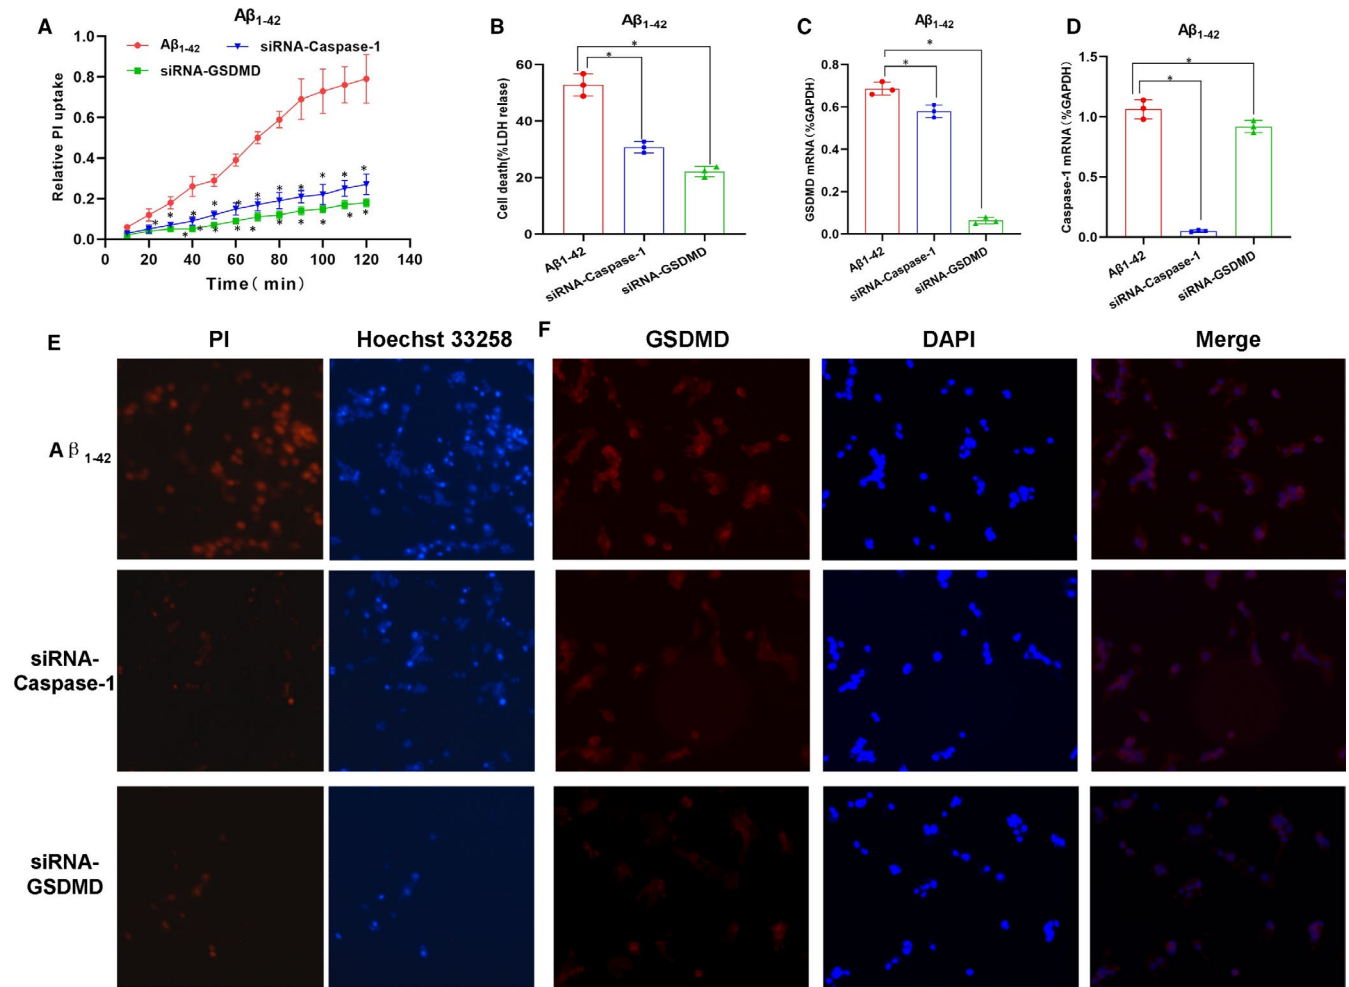 A
Aβ1-42
Aβ1-42
siRNA-Caspase-1
siRNA-GSDMD
Relative PI uptake
1.0
0.8
0.6
0.4
0.2
0.0
* * * * * * * * * *
* * * * * * * * * *
0 20 40 60 80 100 120 140
Time( min)
B
Aβ1-42
*
*
Cell death(%LDH relase)
60
40
20
0
Aβ1-42
siRNA-Caspase-1
siRNA-GSDMD
C
Aβ1-42
*
*
GSDMD mRNA(%GAPDH)
0.8
0.6
0.4
0.2
0.0
Aβ1-42
siRNA-Caspase-1
siRNA-GSDMD
D
Aβ1-42
*
*
Caspase-1 mRNA(%GAPDH)
1.5
1.0
0.5
0.0
Aβ1-42
siRNA-Caspase-1
siRNA-GSDMD
E
PI Hoechst 33258
F
GSDMD DAPI Merge
Aβ 1-42
siRNA-
Caspase-1
siRNA-
GSDMD